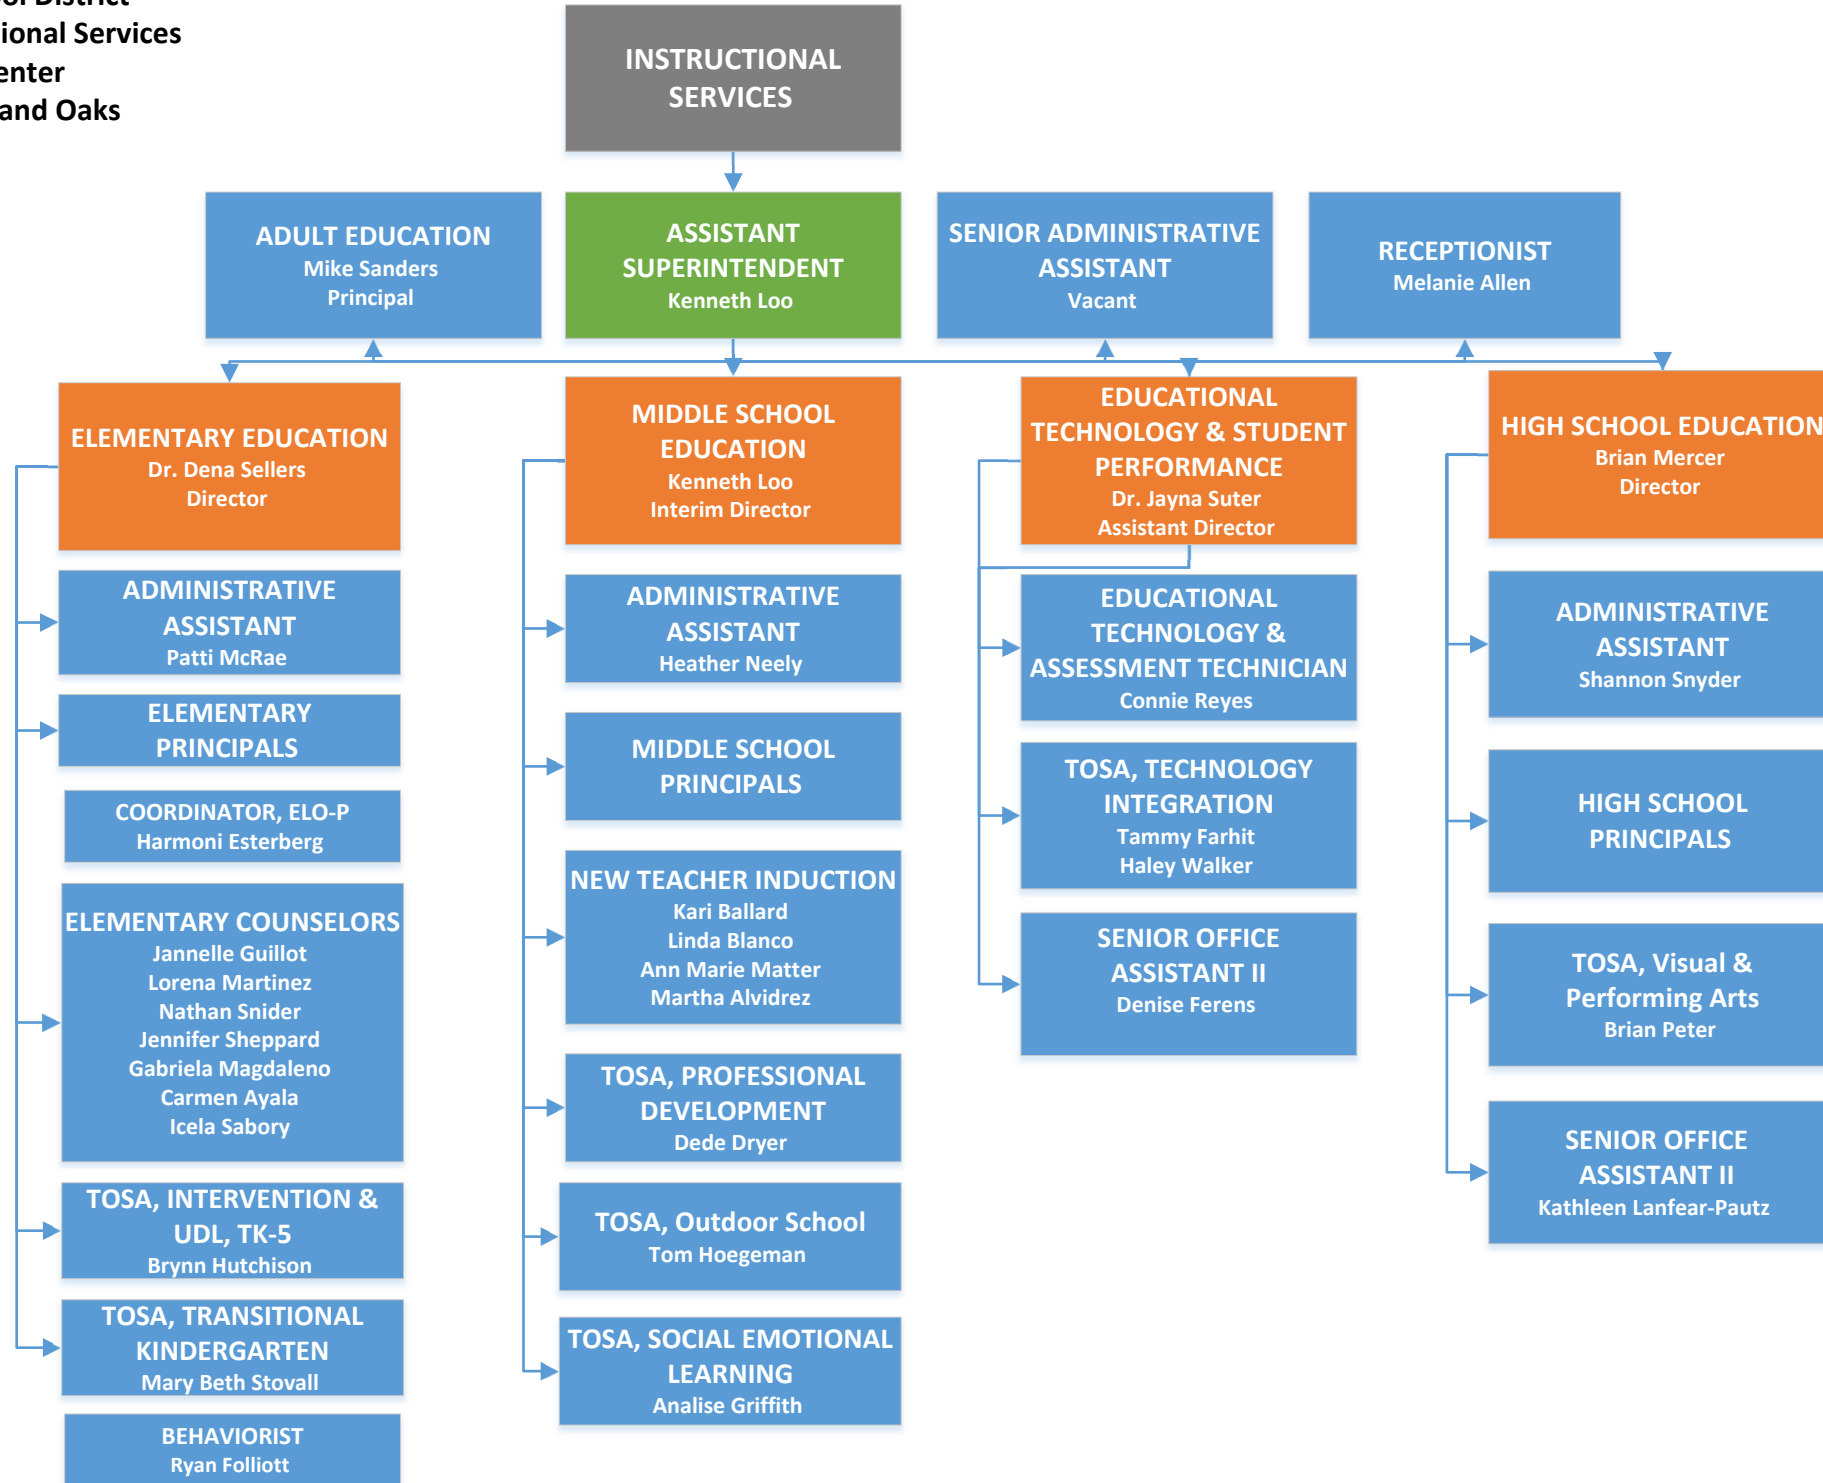 ional Services
and Oaks
INSTRUCTIONAL
SERVICES
ADULT EDUCATION
Mike Sanders
Principal
ASSISTANT
SUPERINTENDENT
Kenneth Loo
SENIOR ADMINISTRATIVE
ASSISTANT
Vacant
RECEPTIONIST
Melanie Allen
ELEMENTARY EDUCATION
Dr. Dena Sellers
Director
ADMINISTRATIVE
ASSISTANT
Patti McRae
ELEMENTARY
PRINCIPALS
COORDINATOR, ELO-P
Harmoni Esterberg
ELEMENTARY COUNSELORS
Jannelle Guillot
Lorena Martinez
Nathan Snider
Jennifer Sheppard
Gabriela Magdaleno
Carmen Ayala
Icela Sabory
TOSA, INTERVENTION &
UDL, TK-5
Brynn Hutchison
TOSA, TRANSITIONAL
KINDERGARTEN
Mary Beth Stovall
BEHAVIORIST
Ryan Folliott
MIDDLE SCHOOL
EDUCATION
Kenneth Loo
Interim Director
ADMINISTRATIVE
ASSISTANT
Heather Neely
MIDDLE SCHOOL
PRINCIPALS
NEW TEACHER INDUCTION
Kari Ballard
Linda Blanco
Ann Marie Matter
Martha Alvidrez
TOSA, PROFESSIONAL
DEVELOPMENT
Dede Dryer
TOSA, Outdoor School
Tom Hoegeman
TOSA, SOCIAL EMOTIONAL
LEARNING
Analise Griffith
EDUCATIONAL
TECHNOLOGY & STUDENT
PERFORMANCE
Dr. Jayna Suter
Assistant Director
EDUCATIONAL
TECHNOLOGY &
ASSESSMENT TECHNICIAN
Connie Reyes
TOSA, TECHNOLOGY
INTEGRATION
Tammy Farhit
Haley Walker
SENIOR OFFICE
ASSISTANT II
Denise Ferens
HIGH SCHOOL EDUCATION
Brian Mercer
Director
ADMINISTRATIVE
ASSISTANT
Shannon Snyder
HIGH SCHOOL
PRINCIPALS
TOSA, Visual &
Performing Arts
Brian Peter
SENIOR OFFICE
ASSISTANT II
Kathleen Lanfear-Pautz